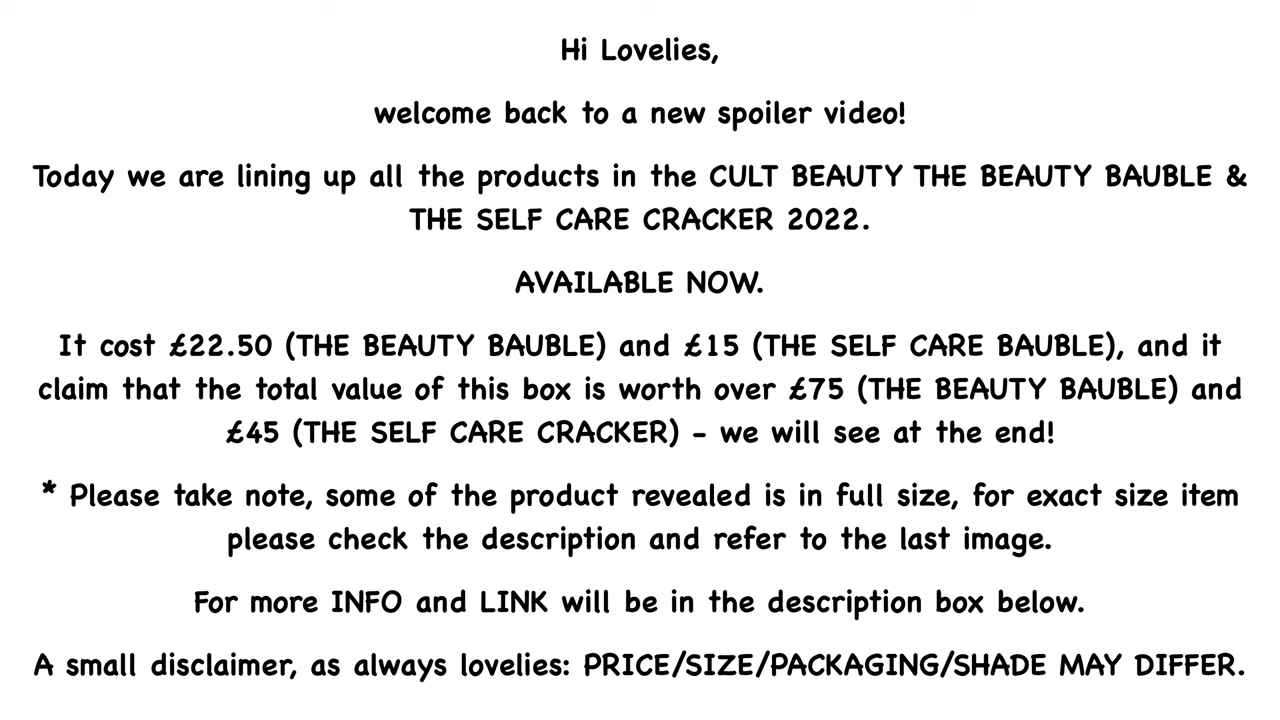 Hi Lovelies,
welcome back to a new spoiler video!
Today we are lining up all the products in the CULT BEAUTY THE BEAUTY BAUBLE &
THE SELF CARE CRACKER 2022.
AVAILABLE NOW.
It cost £22.50 (THE BEAUTY BAUBLE) and £15 (THE SELF CARE BAUBLE), and it
claim that the total value of this box is worth over £75 (THE BEAUTY BAUBLE) and
£45 (THE SELF CARE CRACKER) - we will see at the end!
* Please take note, some of the product revealed is in full size, for exact size item
please check the description and refer to the last image.
For more INFO and LINK will be in the description box below.
A small disclaimer, as always lovelies: PRICE/SIZE/PACKAGING/SHADE MAY DIFFER.